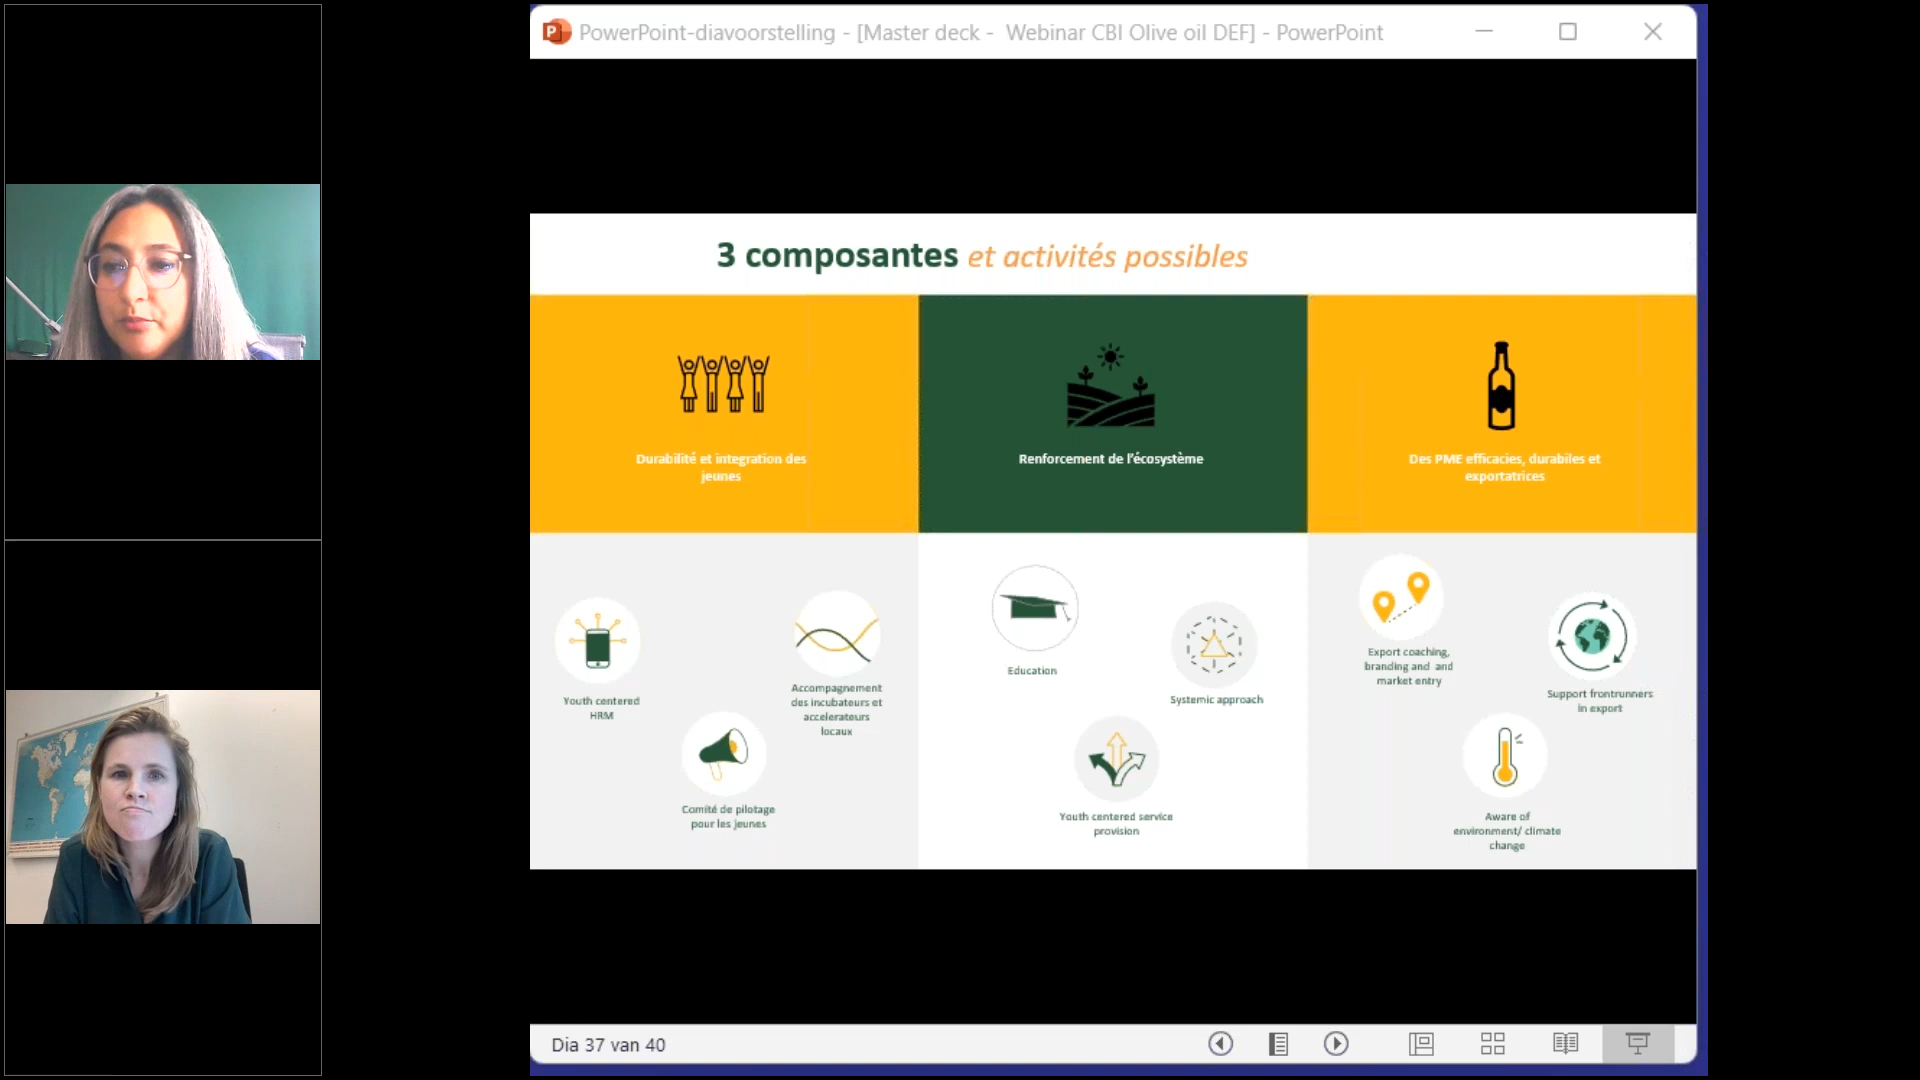 PowerPoint-diavoorstelling - [Master deck -  Webinar CBI Olive oil DEF] - PowerPoint
3 composantes et activités possibles
Durabilité et integration des
jeunes
Renforcement de l'écosystème
Des PME efficacies, durabiles et
exportatrices
Youth centered
HRM
Accompagnement
des incubateurs et
accelerateurs
locaux
Comité de pilotage
pour les jeunes
Education
Systemic approach
Youth centered service
provision
Export coaching,
branding and and
market entry
Support frontrunners
in export
Aware of
environment/ climate
change
Dia 37 van 40